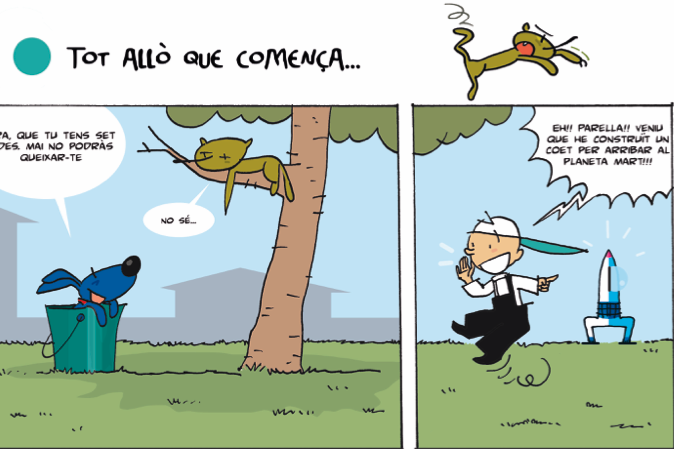 TOT ALLÒ QUE COMENÇA...
PA, QUE TU TENS SET
DES. MAI NO PODRÀS
QUEIXAR-TE
NO SÉ...
EH!! PARELLA!! VENIU
QUE HE CONSTRUÏT UN
COET PER ARRIBAR AL
PLANETA MART!!!